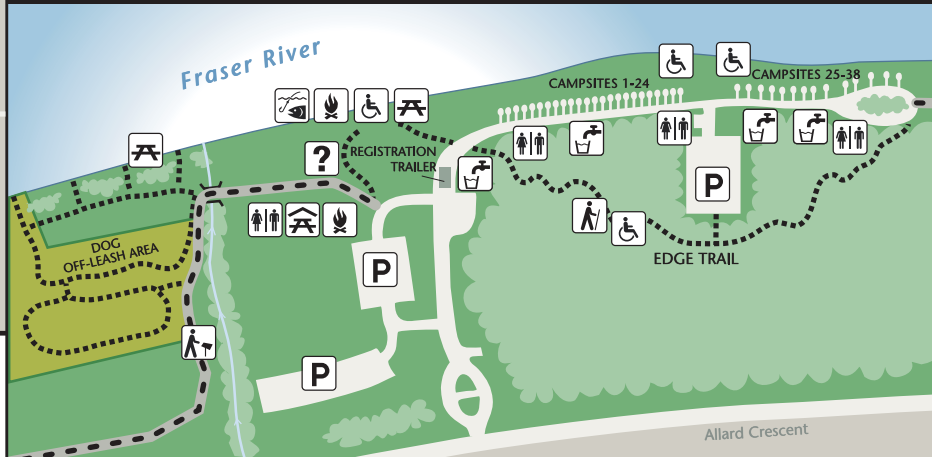 Fraser River
CAMPSITES 1-24
CAMPSITES 25-38
?
REGISTRATION
TRAILER
P
DOG
OFF-LEASH AREA
EDGE TRAIL
P
P
Allard Crescent